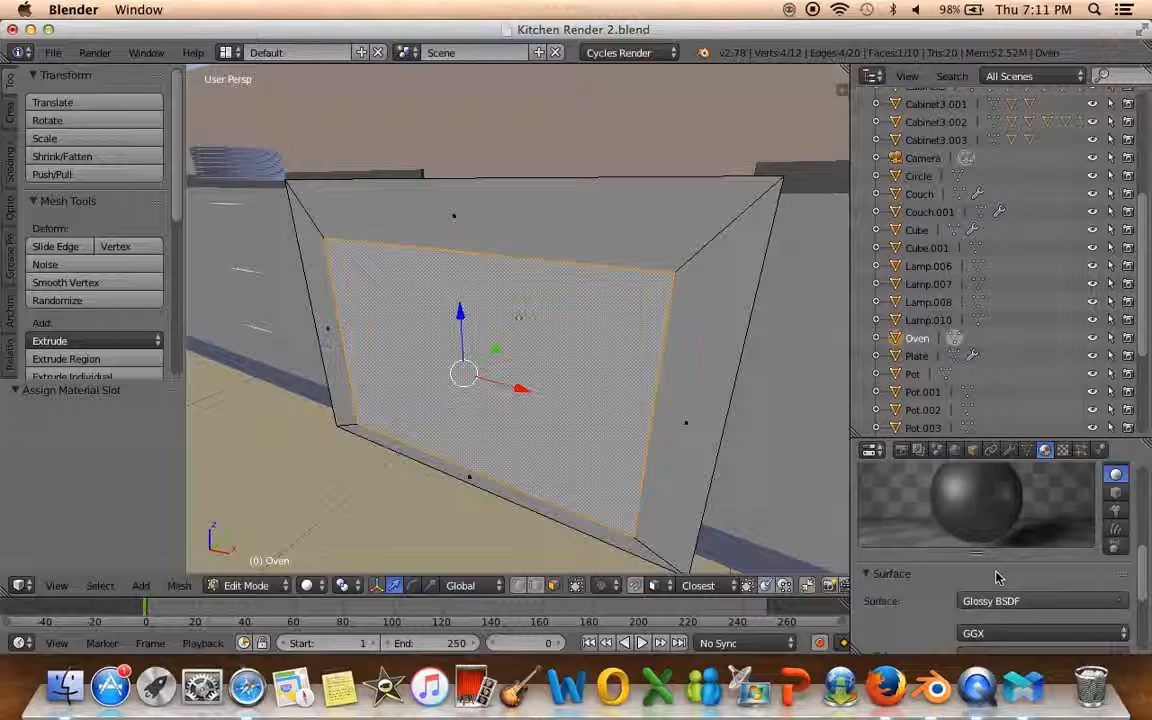 Blender Window 98% Thu 7:11 PM
Kitchen Render 2.blend
File Render Window Help Default Scene Cycles Render v2.78 | Verts:4/12 | Edges:4/20 | Faces:1/10 | Tris:20 | Mem:52.52M | Oven
Transform
Translate
Rotate
Scale
Shrink/Fatten
Push/Pull
Mesh Tools
Deform:
Slide Edge Vertex
Noise
Smooth Vertex
Randomize
Add:
Extrude
Extrude Region
Extrude Individual
Assign Material Slot
User Persp
z
x
(0) Oven
View Search All Scenes
Cabinet3.001
Cabinet3.002
Cabinet3.003
Camera
Circle
Couch
Couch.001
Cube
Cube.001
Lamp.006
Lamp.007
Lamp.008
Lamp.010
Oven
Plate
Pot
Pot.001
Pot.002
Pot.003
Surface
Surface: Glossy BSDF
GGX
View Select Add Mesh Edit Mode Global Closest
-40 -20 0 20 40 60 80 100 120 140 160 180 200 220 240 260
View Marker Frame Playback Start: 1 End: 250 0 No Sync